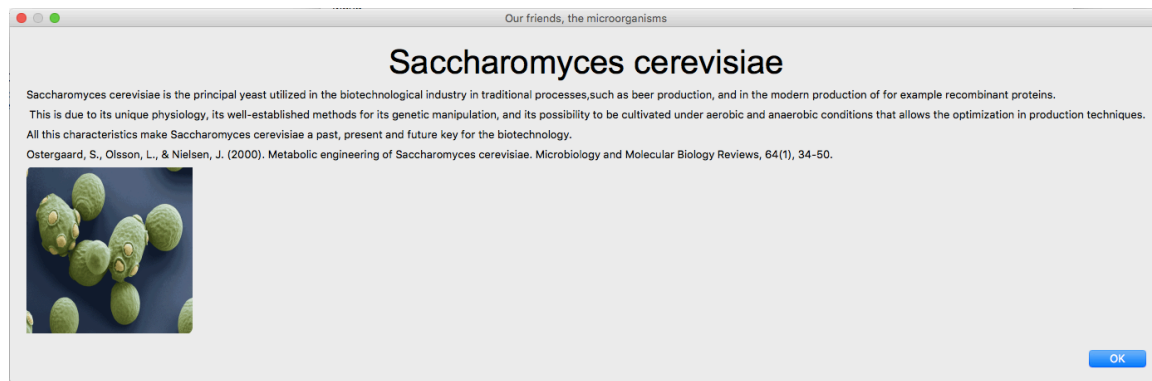 Our friends, the microorganisms
Saccharomyces cerevisiae
Saccharomyces cerevisiae is the principal yeast utilized in the biotechnological industry in traditional processes,such as beer production, and in the modern production of for example recombinant proteins.
This is due to its unique physiology, its well-established methods for its genetic manipulation, and its possibility to be cultivated under aerobic and anaerobic conditions that allows the optimization in production techniques.
All this characteristics make Saccharomyces cerevisiae a past, present and future key for the biotechnology.
Ostergaard, S., Olsson, L., & Nielsen, J. (2000). Metabolic engineering of Saccharomyces cerevisiae. Microbiology and Molecular Biology Reviews, 64(1), 34-50.
OK